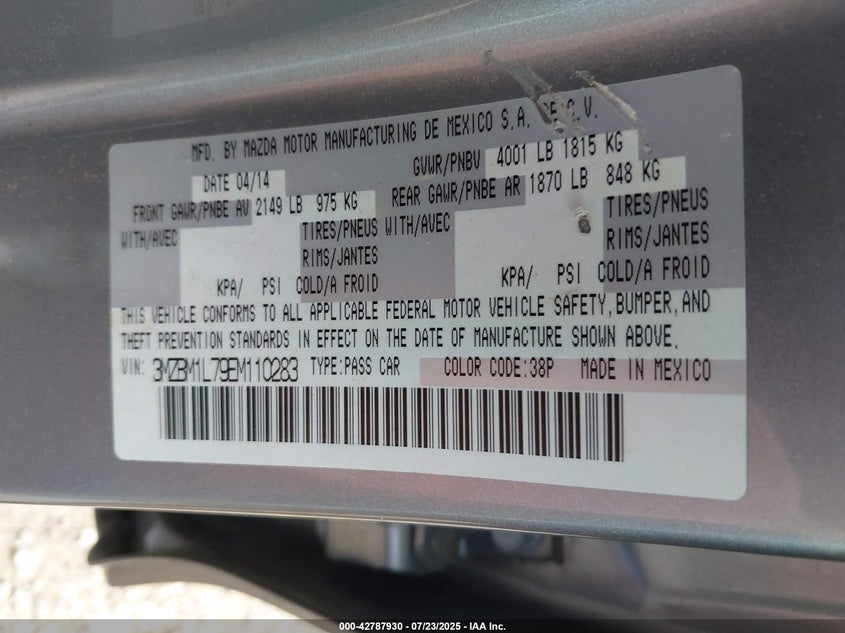 MFD. BY MAZDA MOTOR MANUFACTURING DE MEXICO S.A. DE C.V.
DATE 04/14 GVWR/PNBV 4001 LB 1815 KG
FRONT GAWR/PNBE AV 2149 LB 975 KG REAR GAWR/PNBE AR 1870 LB 848 KG
WITH/AVEC TIRES/PNEUS WITH/AVEC TIRES/PNEUS
RIMS/JANTES RIMS/JANTES
KPA/ PSI COLD/A FROID KPA/ PSI COLD/A FROID
THIS VEHICLE CONFORMS TO ALL APPLICABLE FEDERAL MOTOR VEHICLE SAFETY, BUMPER, AND
THEFT PREVENTION STANDARDS IN EFFECT ON THE DATE OF MANUFACTURE SHOWN ABOVE.
VIN: 3MZBM1L79EM110283 TYPE:PASS CAR COLOR CODE:38P MADE IN MEXICO
000-42787930 - 07/23/2025 - IAA Inc.